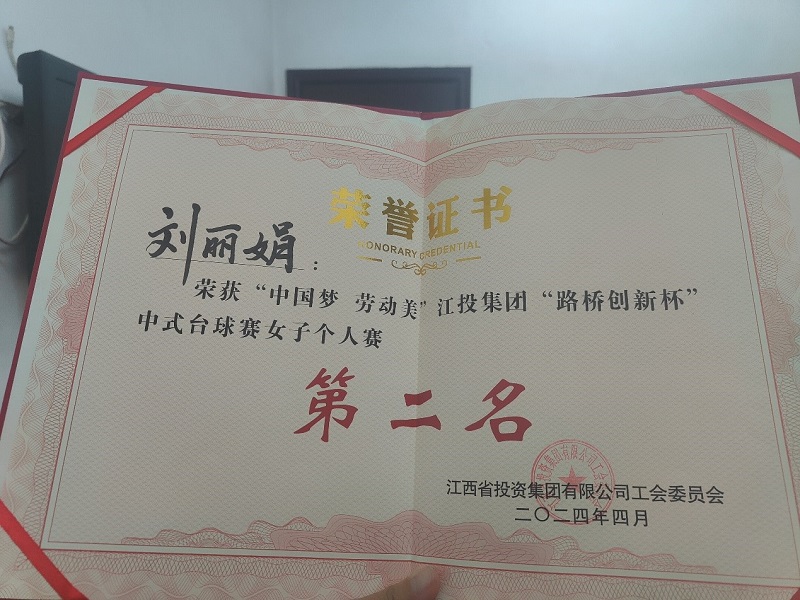 荣誉证书
HONORARY CREDENTIAL
刘丽娟：
荣获“中国梦 劳动美”江投集团“路桥创新杯”
中式台球赛女子个人赛
第二名
江西省投资集团有限公司工会委员会
二〇二四年四月